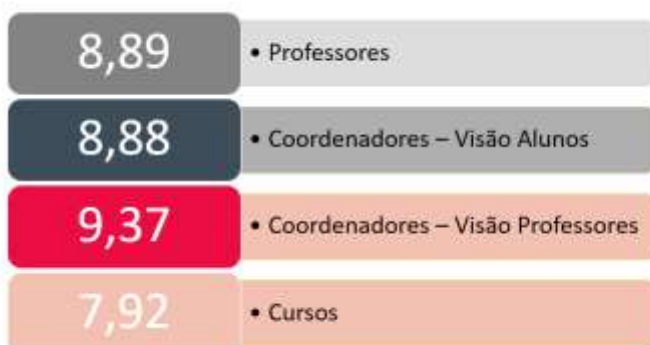 8,89 • Professores
8,88 • Coordenadores – Visão Alunos
9,37 • Coordenadores – Visão Professores
7,92 • Cursos